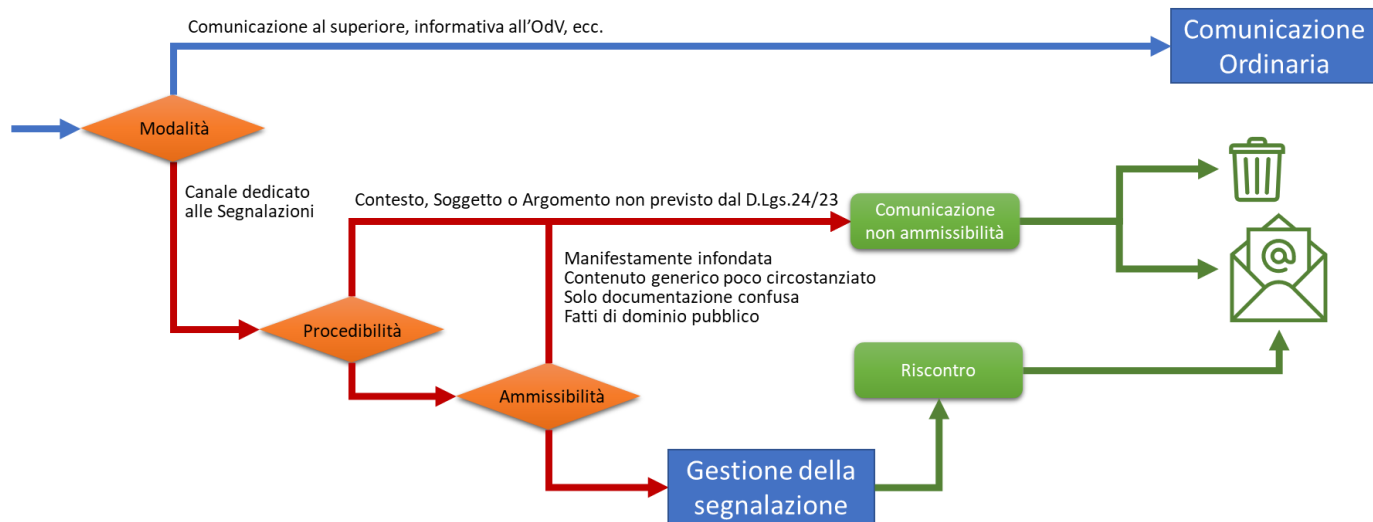 Comunicazione al superiore, informativa all’OdV, ecc.
Comunicazione
Ordinaria
Modalità
Canale dedicato
alle Segnalazioni
Contesto, Soggetto o Argomento non previsto dal D.Lgs.24/23
Comunicazione
non ammissibilità
Manifestamente infondata
Contenuto generico poco circostanziato
Solo documentazione confusa
Fatti di dominio pubblico
@
Procedibilità
Riscontro
Ammissibilità
Gestione della
segnalazione